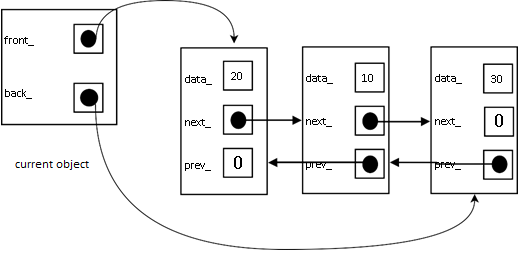 front_
back_
current object
data_ 20
next_
prev_ 0
data_ 10
next_
prev_
data_ 30
next_ 0
prev_